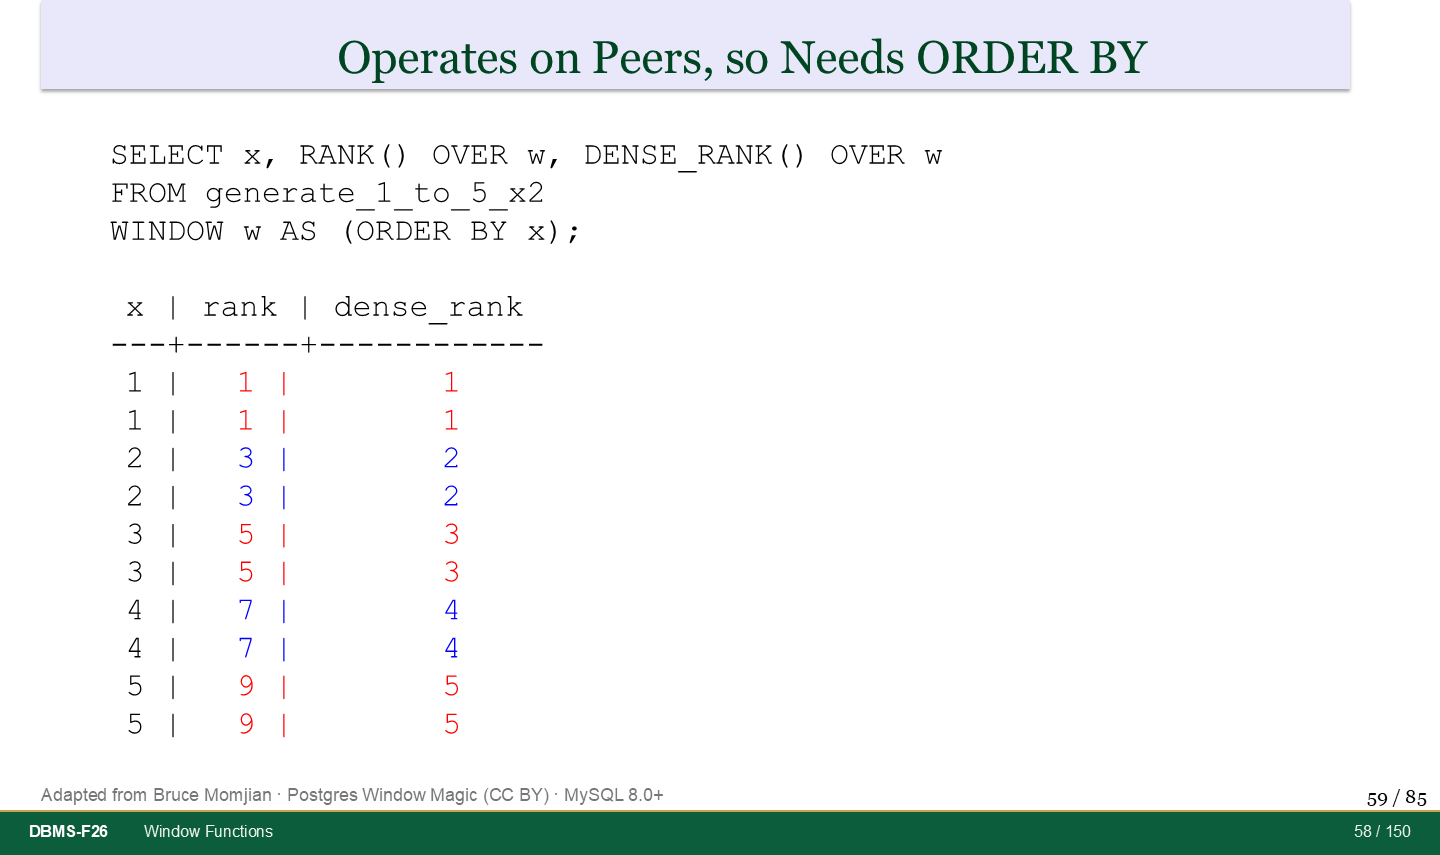 Operates on Peers, so Needs ORDER BY
SELECT x, RANK() OVER w, DENSE_RANK() OVER w
FROM generate_1_to_5_x2
WINDOW w AS (ORDER BY x);
 x | rank | dense_rank
---+------+------------
 1 |    1 |          1
 1 |    1 |          1
 2 |    3 |          2
 2 |    3 |          2
 3 |    5 |          3
 3 |    5 |          3
 4 |    7 |          4
 4 |    7 |          4
 5 |    9 |          5
 5 |    9 |          5
Adapted from Bruce Momjian · Postgres Window Magic (CC BY) · MySQL 8.0+
59 / 85
DBMS-F26 Window Functions 58 / 150